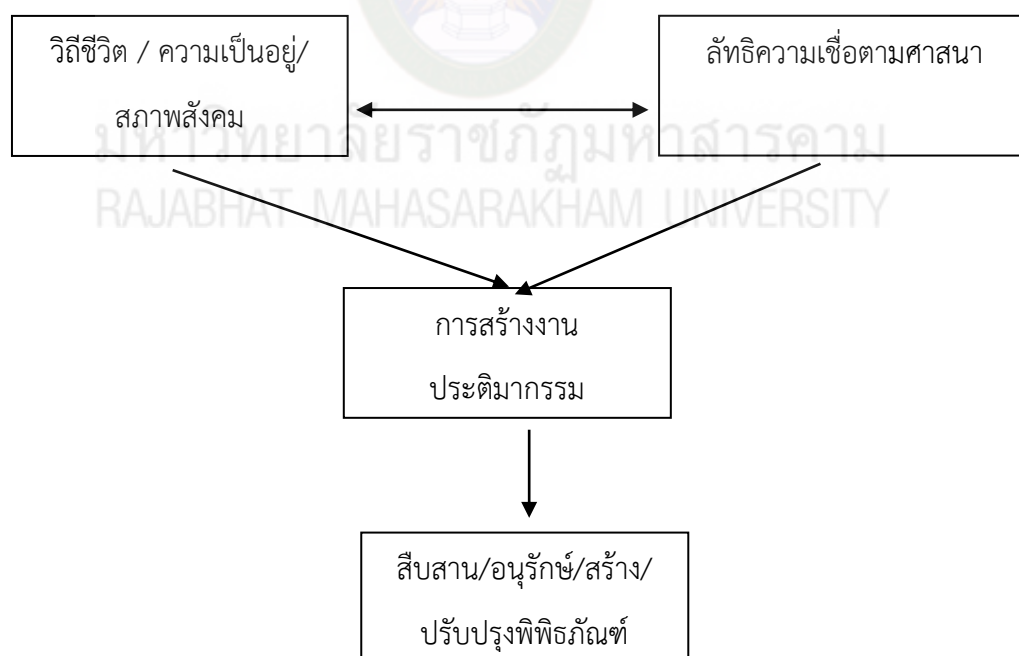 วิถีชีวิต / ความเป็นอยู่/
สภาพสังคม
ลัทธิความเชื่อตามศาสนา
มหาวิทยาลัยราชภัฏมหาสารคาม
RAJABHAT MAHASARAKHAM UNIVERSITY
การสร้างงาน
ประติมากรรม
สืบสาน/อนุรักษ์/สร้าง/
ปรับปรุงพิพิธภัณฑ์